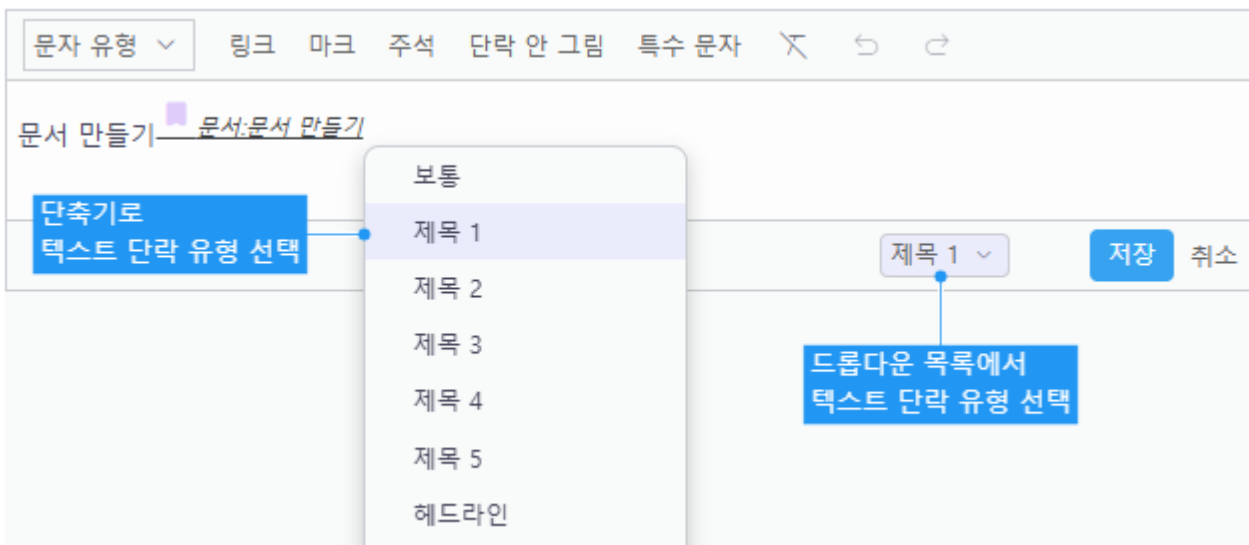 문자 유형 링크 마크 주석 단락 안 그림 특수 문자
문서 만들기 문서:문서 만들기
보통
단축기로
텍스트 단락 유형 선택
제목 1
제목 1 저장 취소
제목 2
제목 3
드롭다운 목록에서
텍스트 단락 유형 선택
제목 4
제목 5
헤드라인